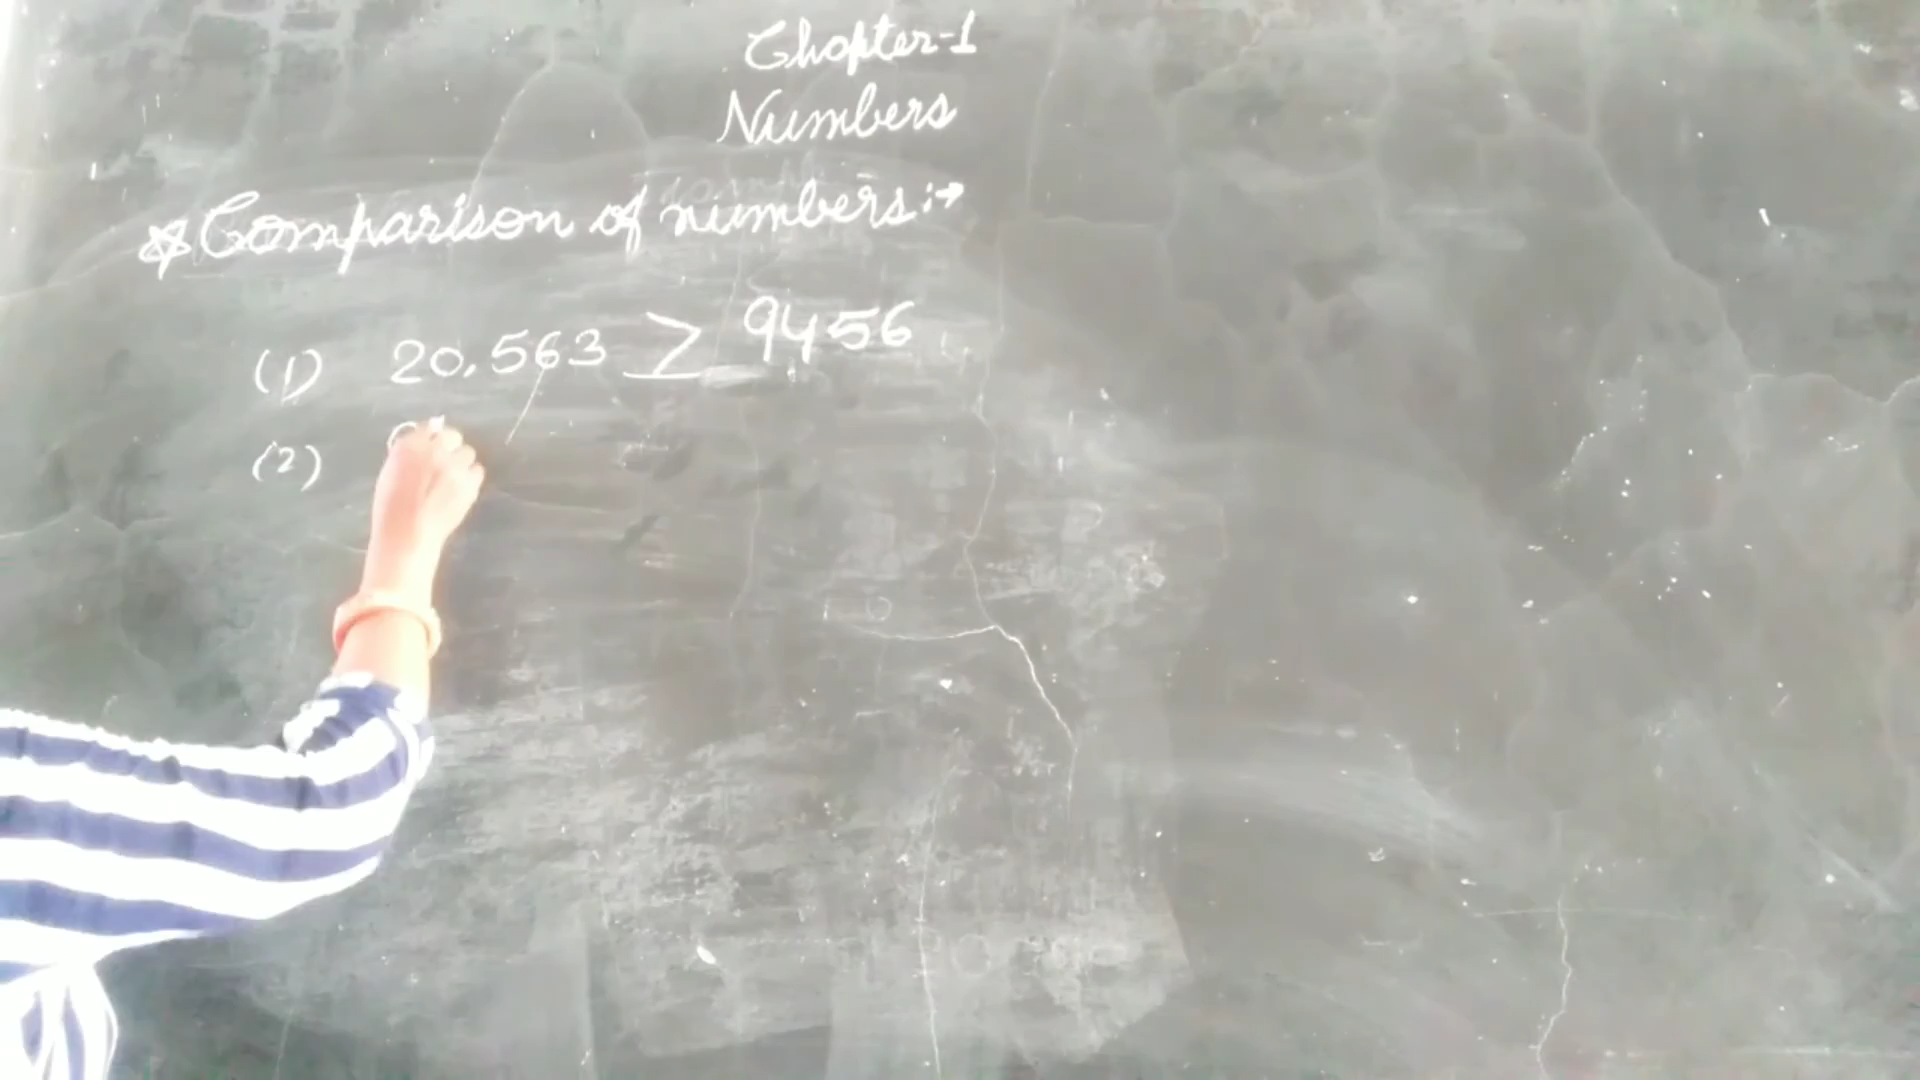 Chapter-1
Numbers
☆ Comparison of numbers:→
(1) 20,563 > 9456
(2)